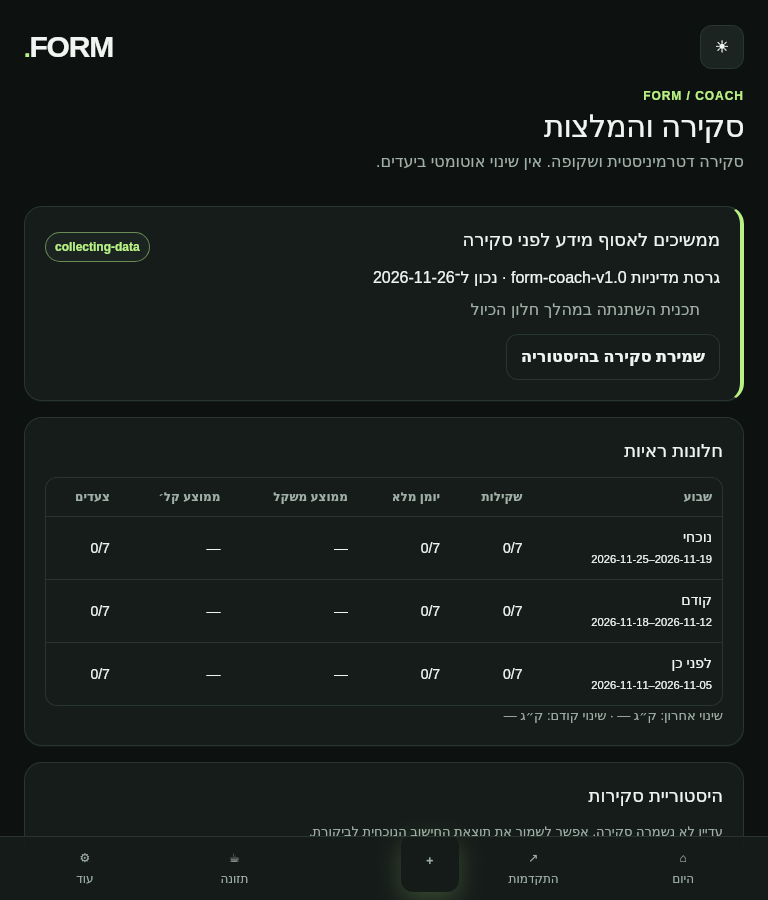 .FORM
FORM / COACH
סקירה והמלצות
סקירה דטרמיניסטית ושקופה. אין שינוי אוטומטי ביעדים.
ממשיכים לאסוף מידע לפני סקירה
collecting-data
גרסת מדיניות form-coach-v1.0 · נכון ל־2026-11-26
תכנית השתנתה במהלך חלון הכיול
שמירת סקירה בהיסטוריה
חלונות ראיות
שבוע שקילות יומן מלא ממוצע משקל ממוצע קל׳ צעדים
נוכחי 0/7 0/7 — — 0/7
2026-11-19–2026-11-25
קודם 0/7 0/7 — — 0/7
2026-11-12–2026-11-18
לפני כן 0/7 0/7 — — 0/7
2026-11-05–2026-11-11
שינוי אחרון: ק״ג — · שינוי קודם: ק״ג —
היסטוריית סקירות
עדיין לא נשמרה סקירה. אפשר לשמור את תוצאת החישוב הנוכחית לביקורת.
+
היום התקדמות תזונה עוד